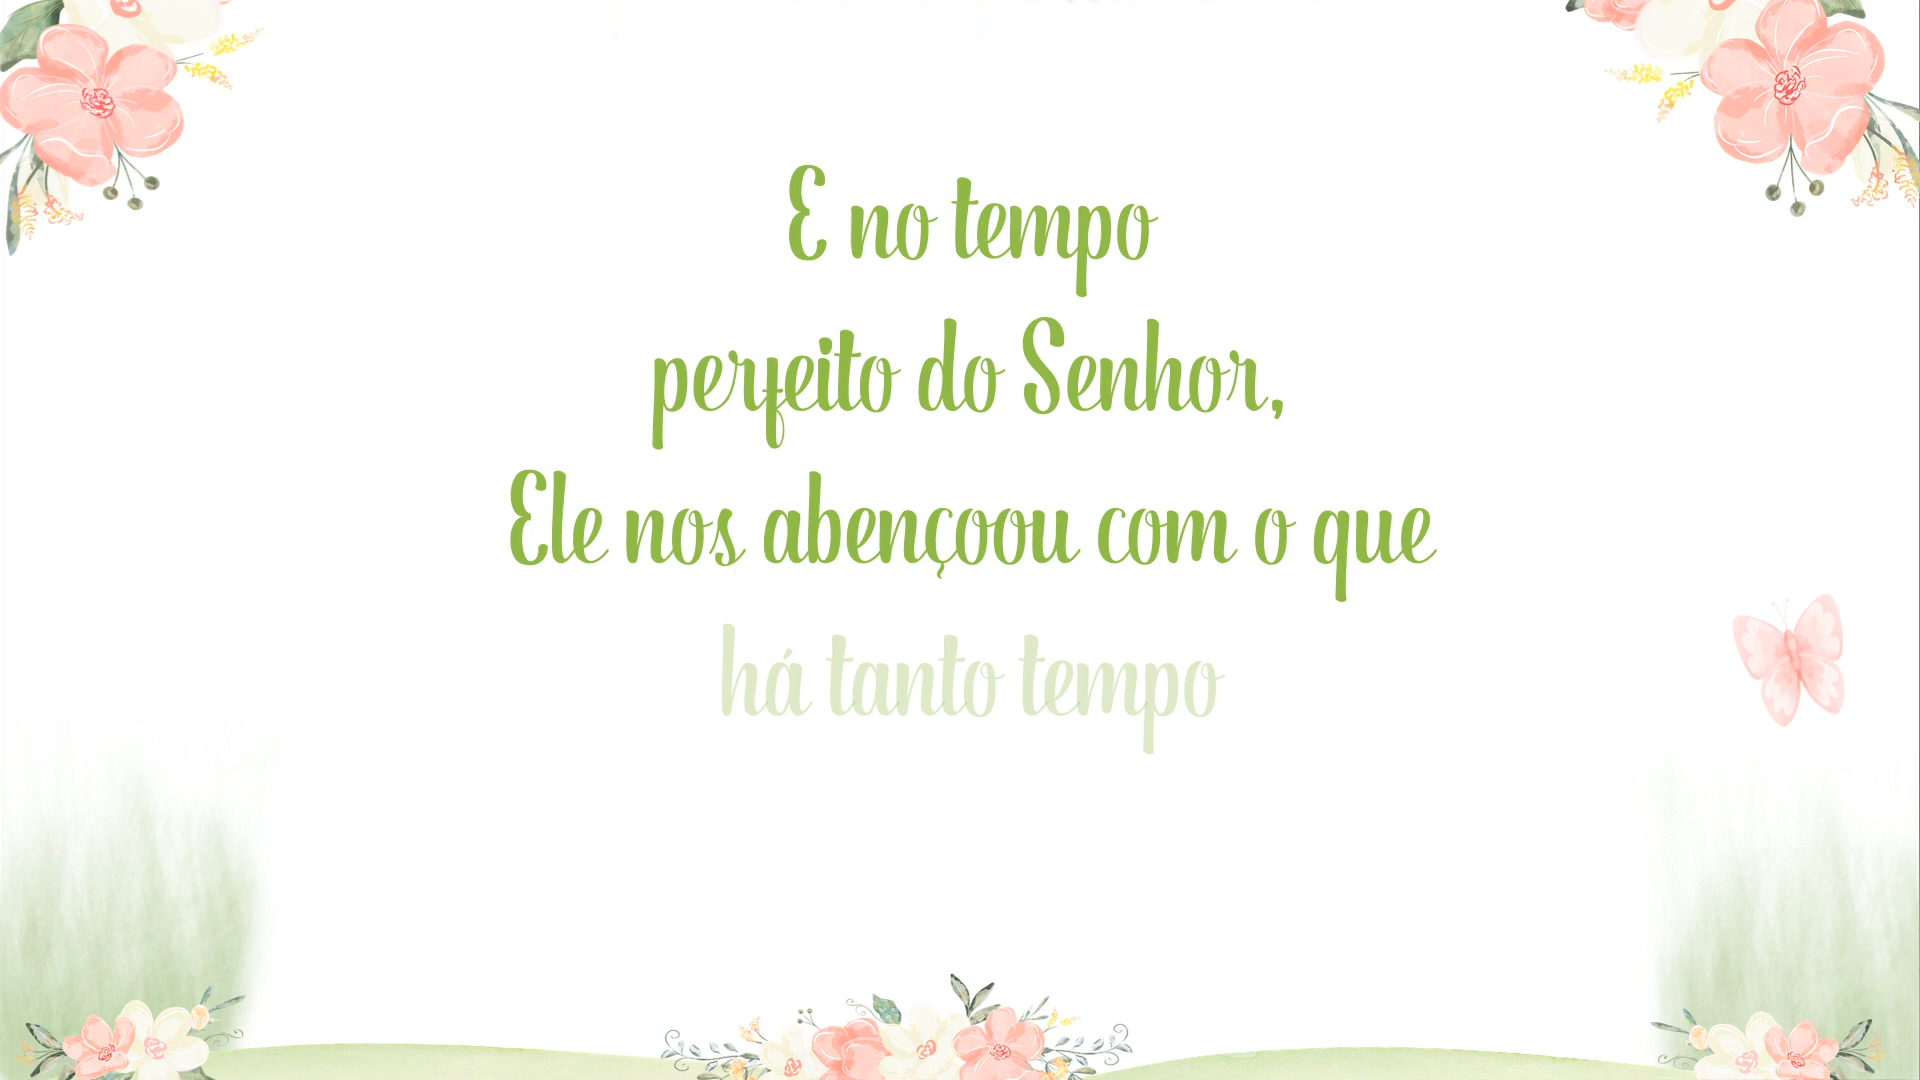 E no tempo
perfeito do Senhor,
Ele nos abençoou com o que
há tanto tempo